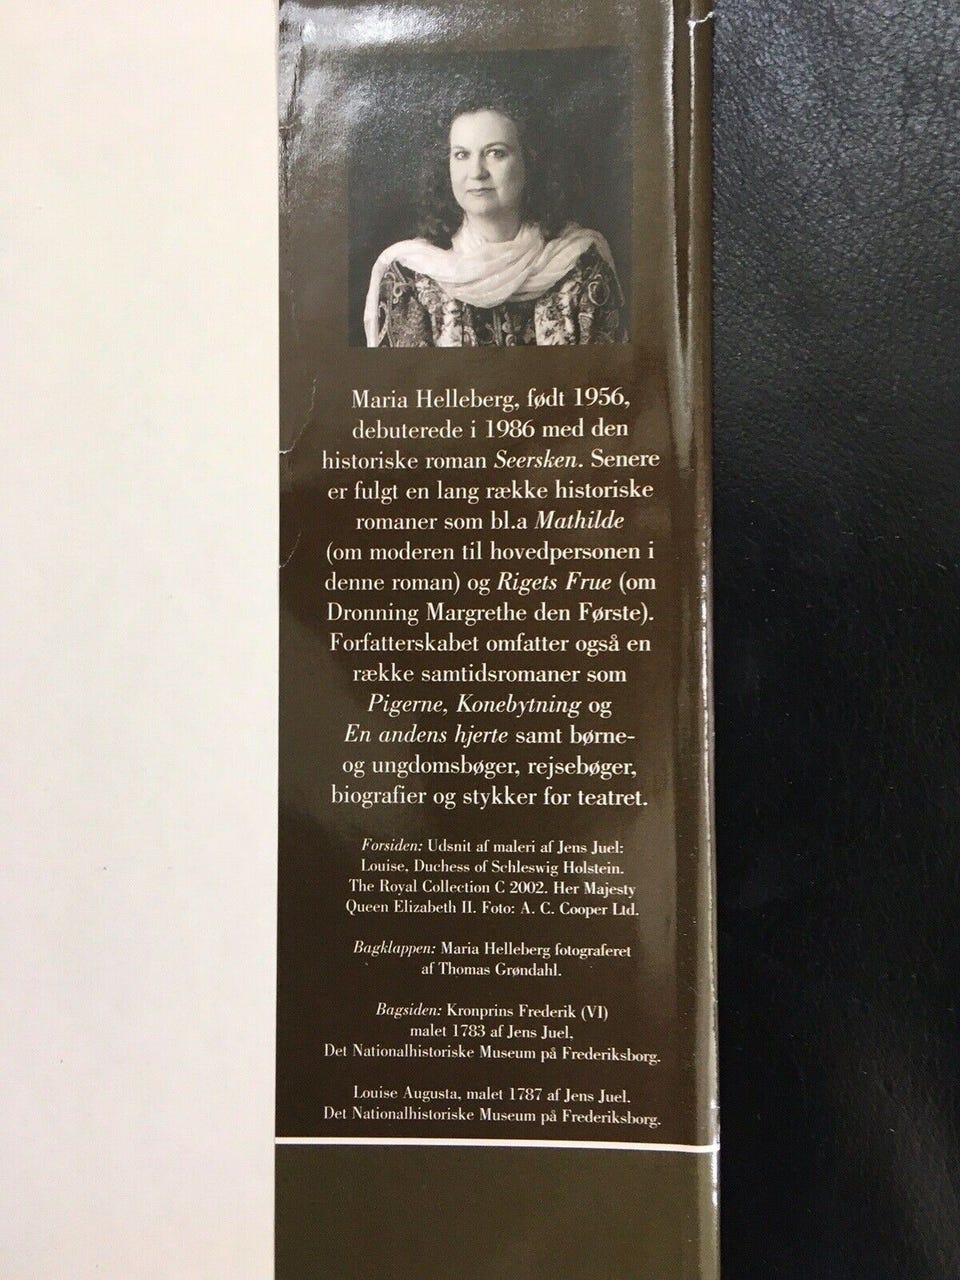 Maria Helleberg, født 1956,
debuterede i 1986 med den
historiske roman Seersken. Senere
er fulgt en lang række historiske
romaner som bl.a Mathilde
(om moderen til hovedpersonen i
denne roman) og Rigets Frue (om
Dronning Margrethe den Første).
Forfatterskabet omfatter også en
række samtidsromaner som
Pigerne, Konebytning og
En andens hjerte samt børne-
og ungdomsbøger, rejsebøger,
biografier og stykker for teatret.
Forsiden: Udsnit af maleri af Jens Juel:
Louise, Duchess of Schleswig Holstein.
The Royal Collection C 2002. Her Majesty
Queen Elizabeth II. Foto: A. C. Cooper Ltd.
Bagklappen: Maria Helleberg fotograferet
af Thomas Grøndahl.
Bagsiden: Kronprins Frederik (VI)
malet 1783 af Jens Juel,
Det Nationalhistoriske Museum på Frederiksborg.
Louise Augusta, malet 1787 af Jens Juel.
Det Nationalhistoriske Museum på Frederiksborg.